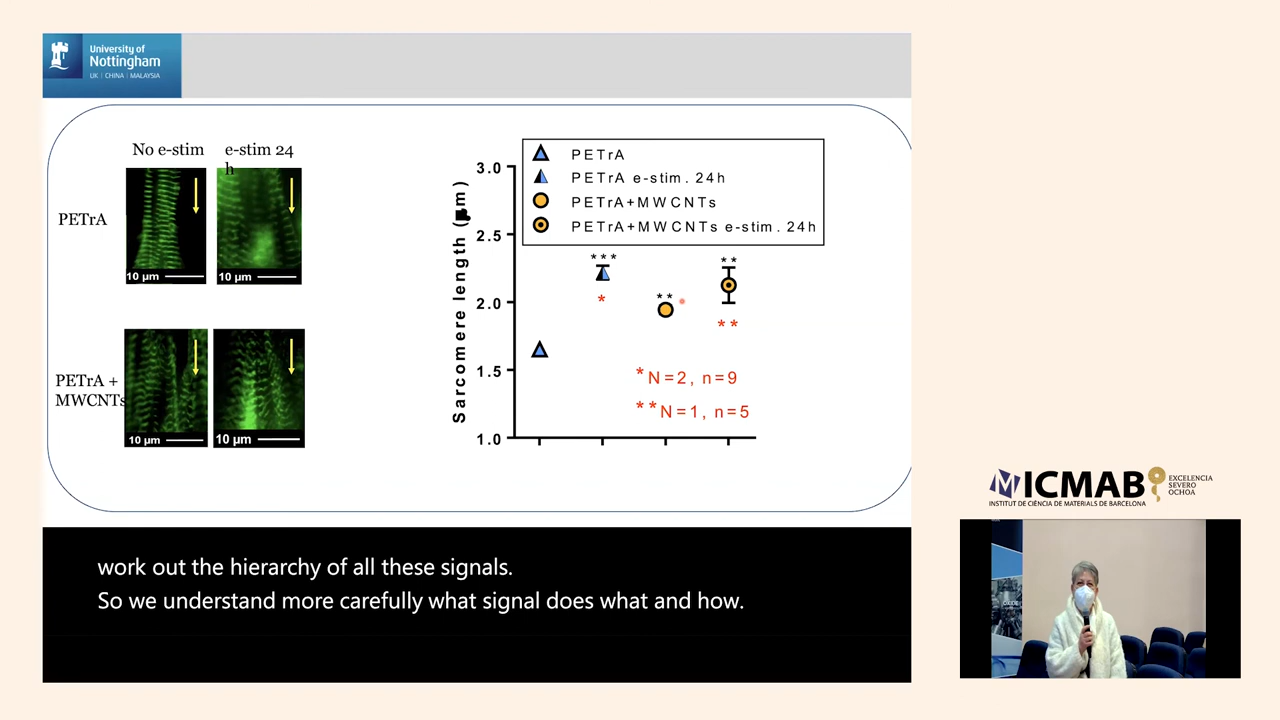 University of
Nottingham
UK | CHINA | MALAYSIA
No e-stim
e-stim 24
h
PETrA
10 µm
10 µm
PETrA +
MWCNTs
10 µm
10 µm
Sarcomere length (µm)
3.0
2.5
2.0
1.5
1.0
PETrA
PETrA e-stim. 24h
PETrA+MWCNTs
PETrA+MWCNTs e-stim. 24h
***
*
**
**
**
*N=2, n=9
**N=1, n=5
work out the hierarchy of all these signals.
So we understand more carefully what signal does what and how.
ICMAB
INSTITUT DE CIÈNCIA DE MATERIALS DE BARCELONA
EXCELENCIA
SEVERO
OCHOA